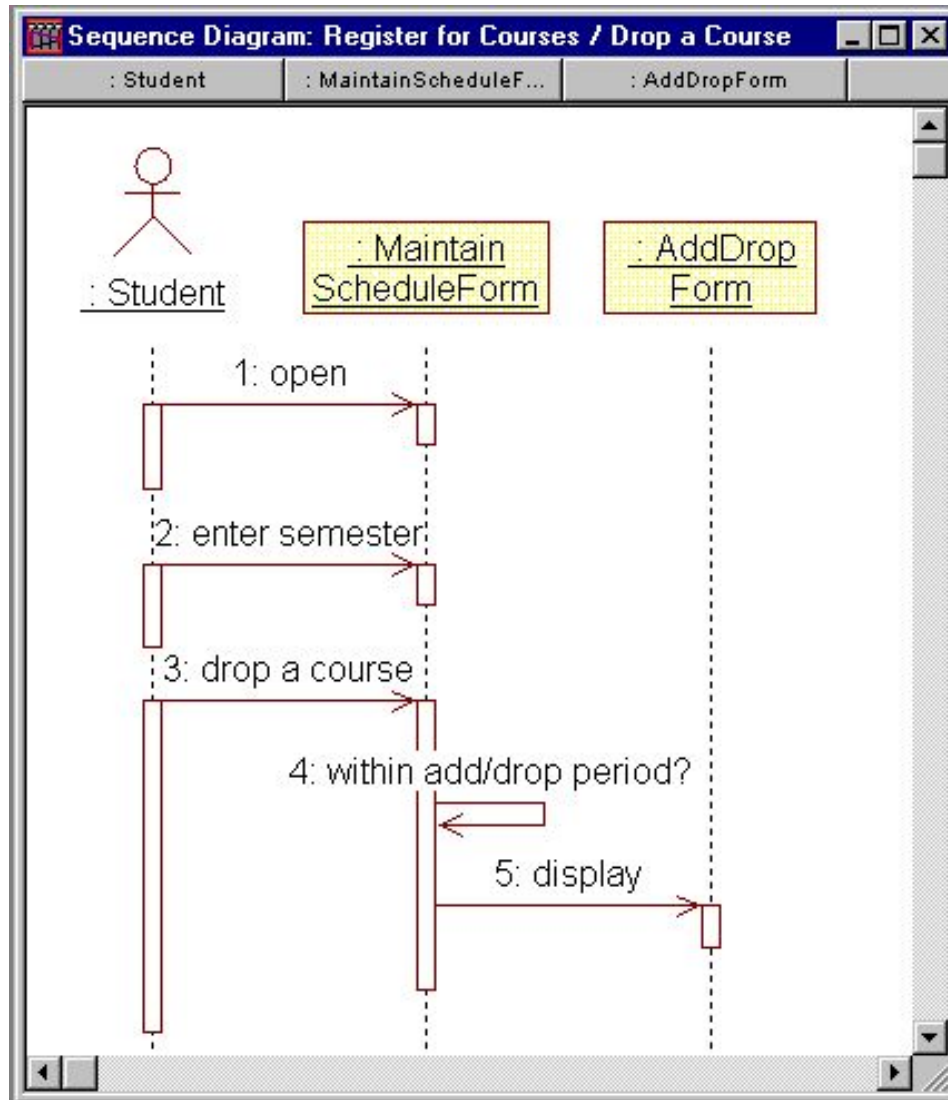 Sequence Diagram: Register for Courses / Drop a Course
: Student
: MaintainScheduleF...
: AddDropForm
: Student
: Maintain
ScheduleForm
: AddDrop
Form
1: open
2: enter semester
3: drop a course
4: within add/drop period?
5: display